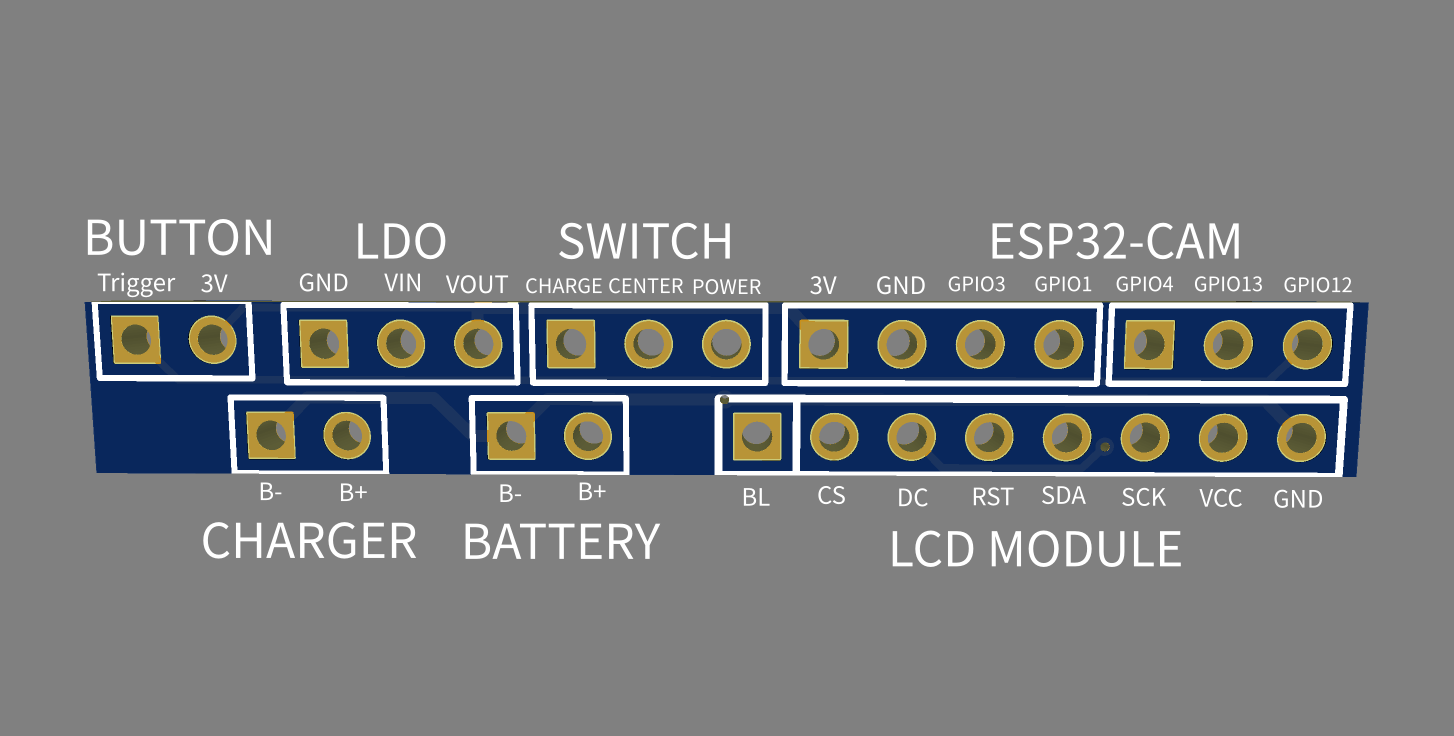 BUTTON LDO SWITCH ESP32-CAM
Trigger 3V GND VIN VOUT CHARGE CENTER POWER 3V GND GPIO3 GPIO1 GPIO4 GPIO13 GPIO12
B- B+ B- B+ BL CS DC RST SDA SCK VCC GND
CHARGER BATTERY LCD MODULE